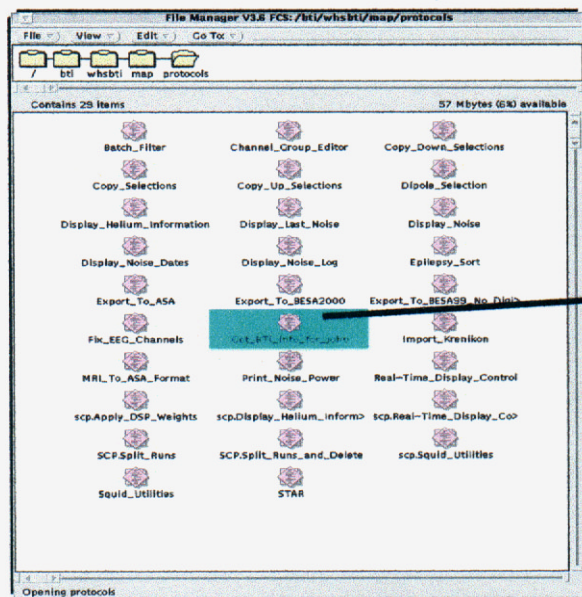 File Manager V3.6 FCS: /bti/whsbti/map/protocols
File View Edit Go To:
/ bti whsbti map protocols
Contains 29 items 57 Mbytes (6%) available
Batch_Filter Channel_Group_Editor Copy_Down_Selections
Copy_Selections Copy_Up_Selections Dipole_Selection
Display_Helium_Information Display_Last_Noise Display_Noise
Display_Noise_Dates Display_Noise_Log Epilepsy_Sort
Export_To_ASA Export_To_BESA2000 Export_To_BESA99_No_Digi>
Fix_EEG_Channels Import_Krenikon
MRI_To_ASA_Format Print_Noise_Power Real-Time_Display_Control
scp.Apply_DSP_Weights scp.Display_Helium_Inform> scp.Real-Time_Display_Co>
SCP.Split_Runs SCP.Split_Runs_and_Delete scp.Squid_Utilities
Squid_Utilities STAR
Opening protocols